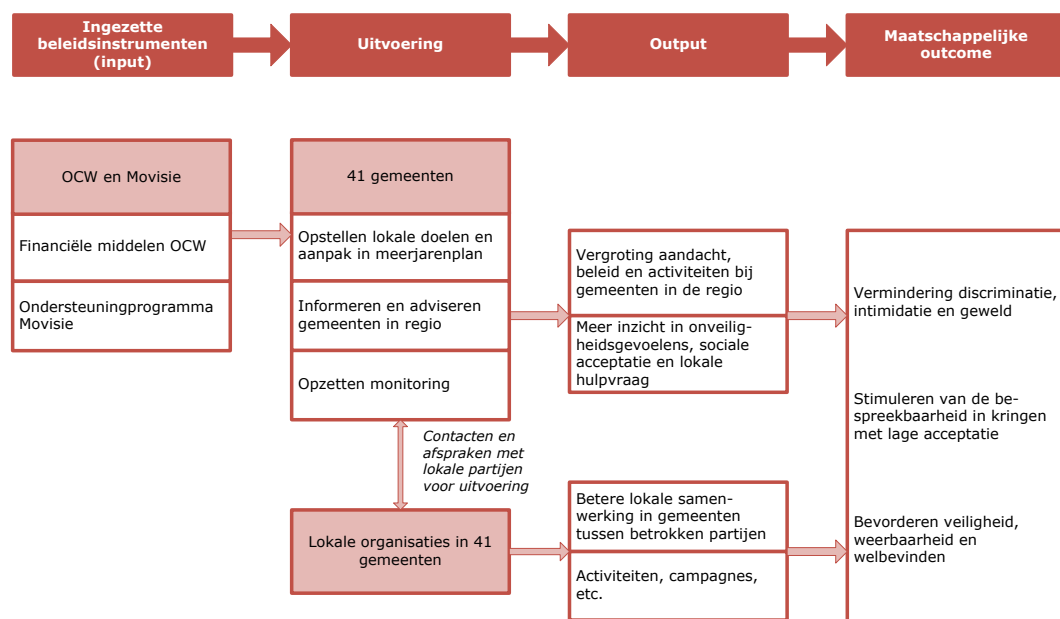 Ingezette
beleidsinstrumenten
(input)
Uitvoering
Output
Maatschappelijke
outcome
OCW en Movisie
Financiële middelen OCW
Ondersteuningprogramma
Movisie
41 gemeenten
Opstellen lokale doelen en
aanpak in meerjarenplan
Informeren en adviseren
gemeenten in regio
Opzetten monitoring
Contacten en
afspraken met
lokale partijen
voor uitvoering
Lokale organisaties in 41
gemeenten
Vergroting aandacht,
beleid en activiteiten bij
gemeenten in de regio
Meer inzicht in onveilig-
heidsgevoelens, sociale
acceptatie en lokale
hulpvraag
Betere lokale samen-
werking in gemeenten
tussen betrokken partijen
Activiteiten, campagnes,
etc.
Vermindering discriminatie,
intimidatie en geweld
Stimuleren van de be-
spreekbaarheid in kringen
met lage acceptatie
Bevorderen veiligheid,
weerbaarheid en
welbevinden